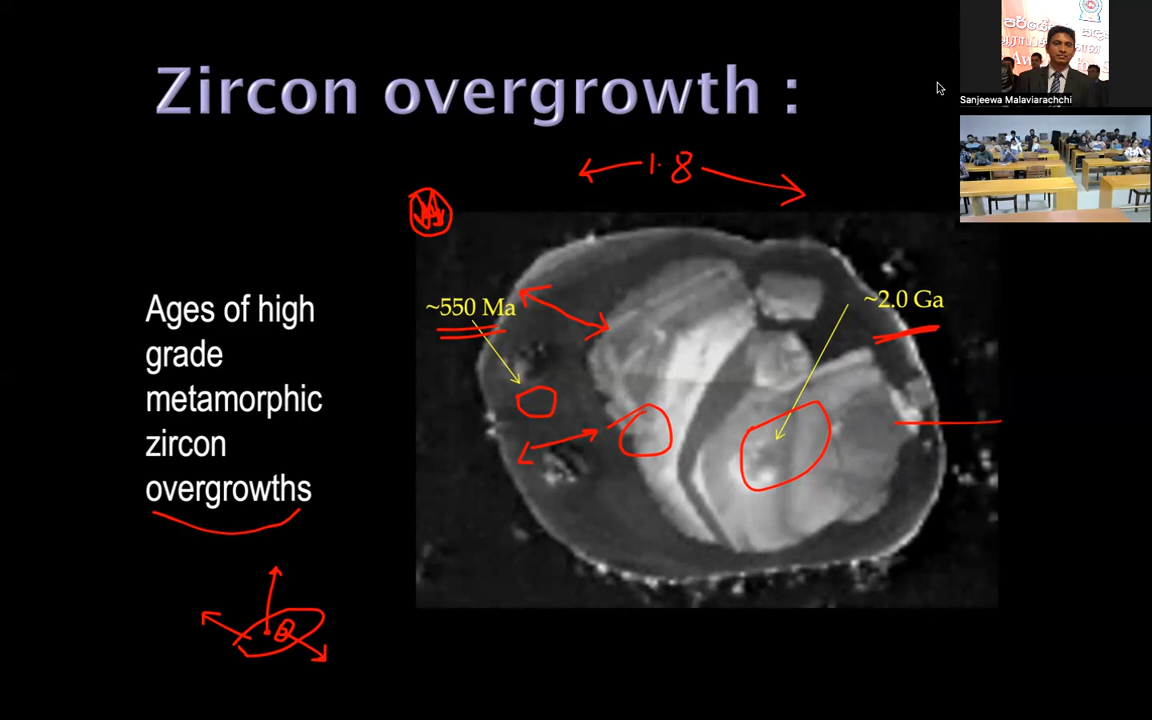 Zircon overgrowth :
Sanjeewa Malaviarachchi
1.8
~550 Ma
~2.0 Ga
Ages of high
grade
metamorphic
zircon
overgrowths